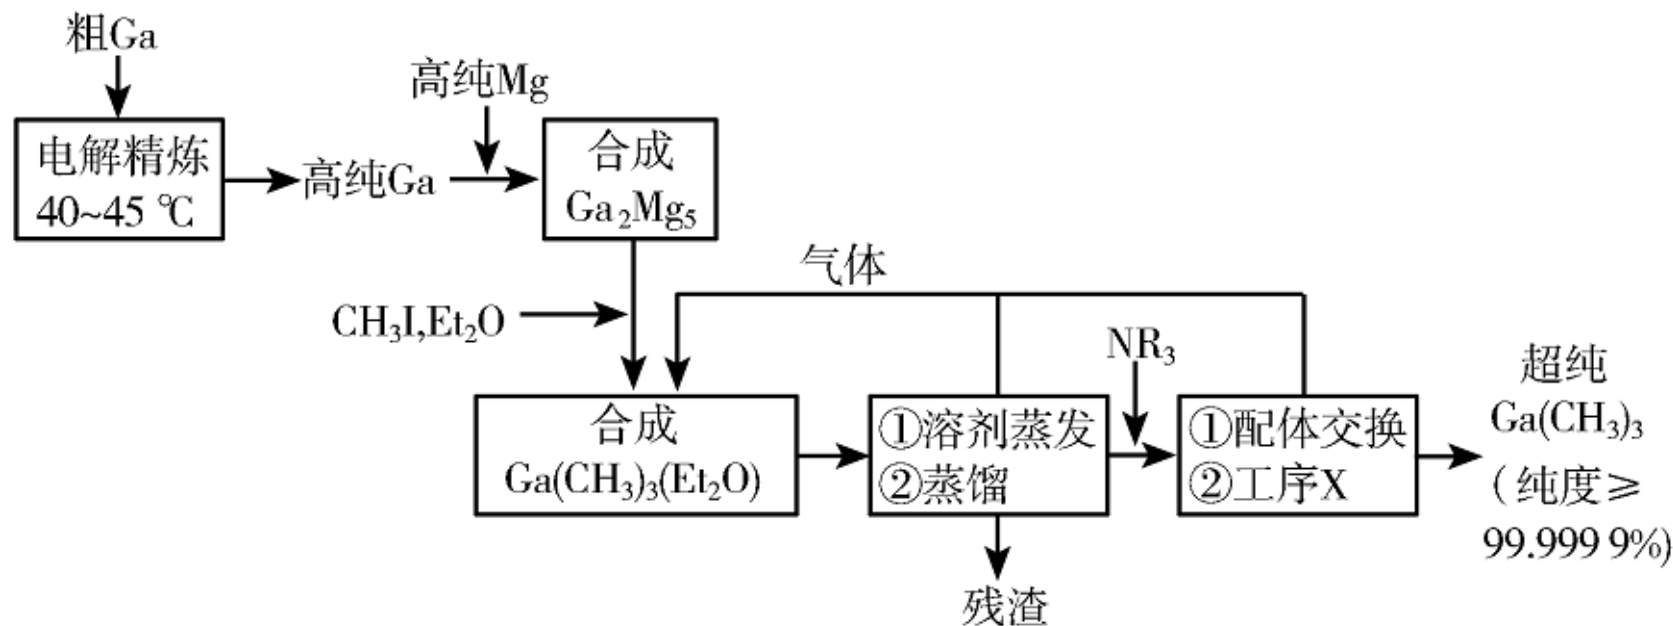 粗Ga
电解精炼
40~45 ℃
高纯Ga
高纯Mg
合成
Ga₂Mg₅
CH₃I,Et₂O
气体
合成
Ga(CH₃)₃(Et₂O)
①溶剂蒸发
②蒸馏
残渣
NR₃
①配体交换
②工序X
超纯
Ga(CH₃)₃
(纯度≥
99.999 9%)